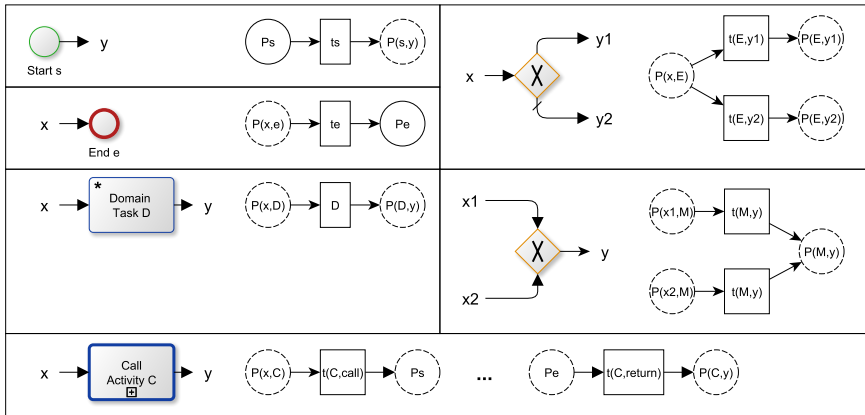 y
Start s
Ps
ts
P(s,y)
x
End e
P(x,e)
te
Pe
x
*
Domain
Task D
y
P(x,D)
D
P(D,y)
x
X
y1
y2
P(x,E)
t(E,y1)
P(E,y1)
t(E,y2)
P(E,y2)
x1
x2
X
y
P(x1,M)
t(M,y)
P(x2,M)
t(M,y)
P(M,y)
x
Call
Activity C
y
P(x,C)
t(C,call)
Ps
...
Pe
t(C,return)
P(C,y)